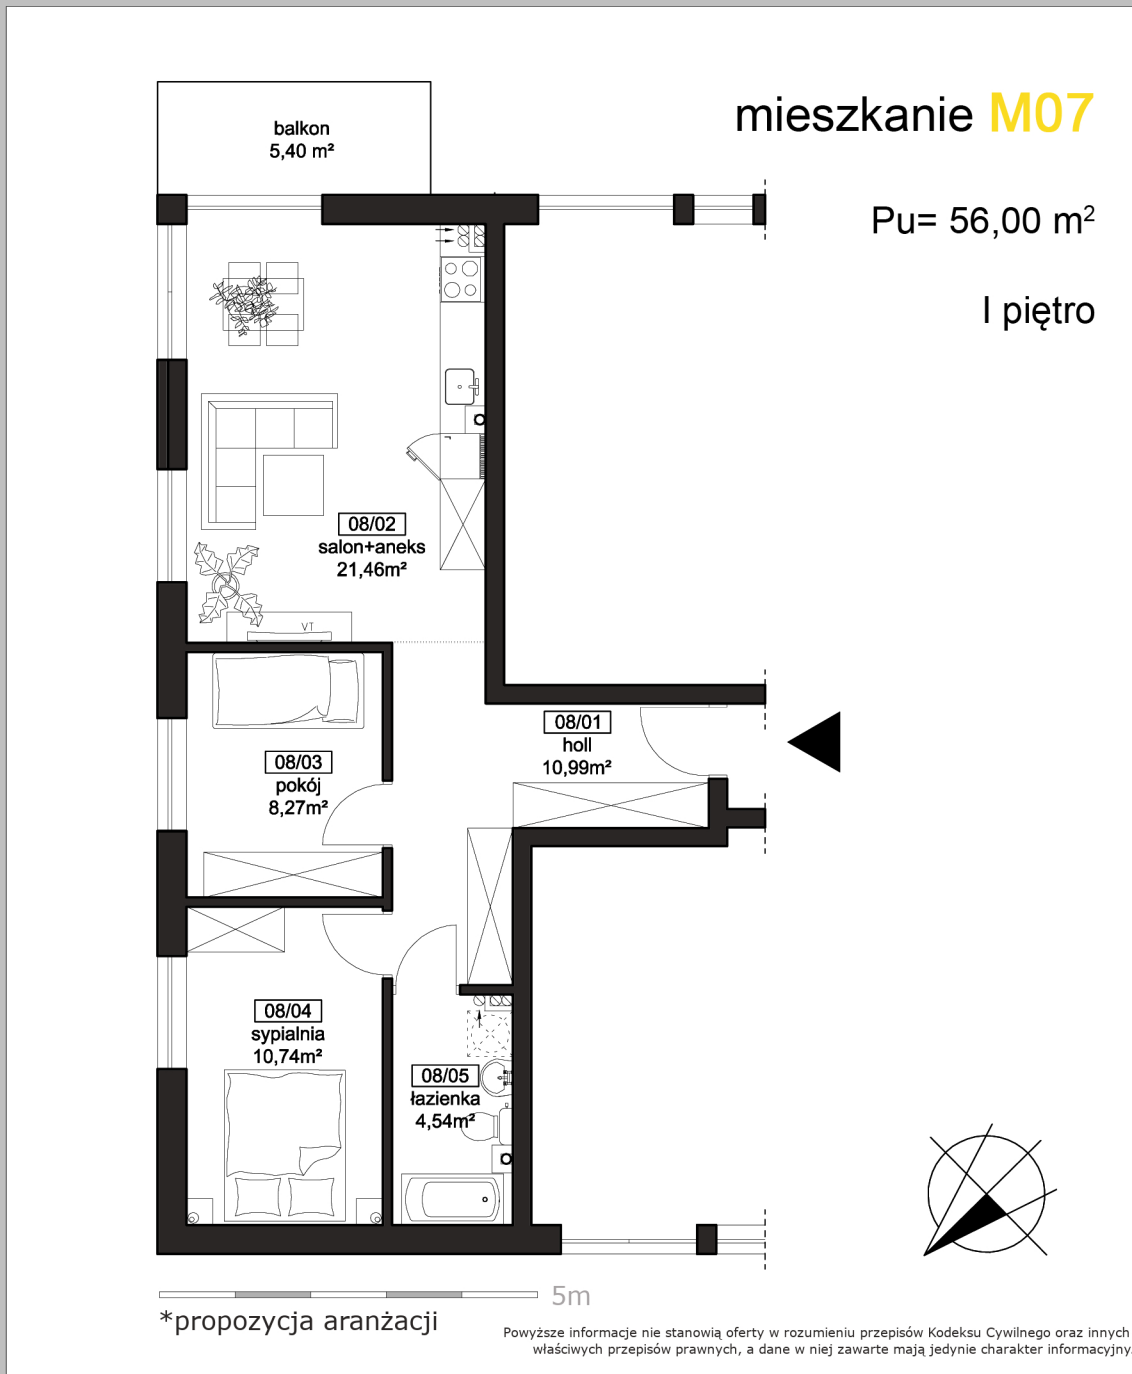 balkon
5,40 m²
mieszkanie M07
Pu= 56,00 m²
I piętro
08/02
salon+aneks
21,46m²
VT
08/01
holl
10,99m²
08/03
pokój
8,27m²
08/04
sypialnia
10,74m²
08/05
łazienka
4,54m²
5m
*propozycja aranżacji
Powyższe informacje nie stanowią oferty w rozumieniu przepisów Kodeksu Cywilnego oraz innych
właściwych przepisów prawnych, a dane w niej zawarte mają jedynie charakter informacyjny.